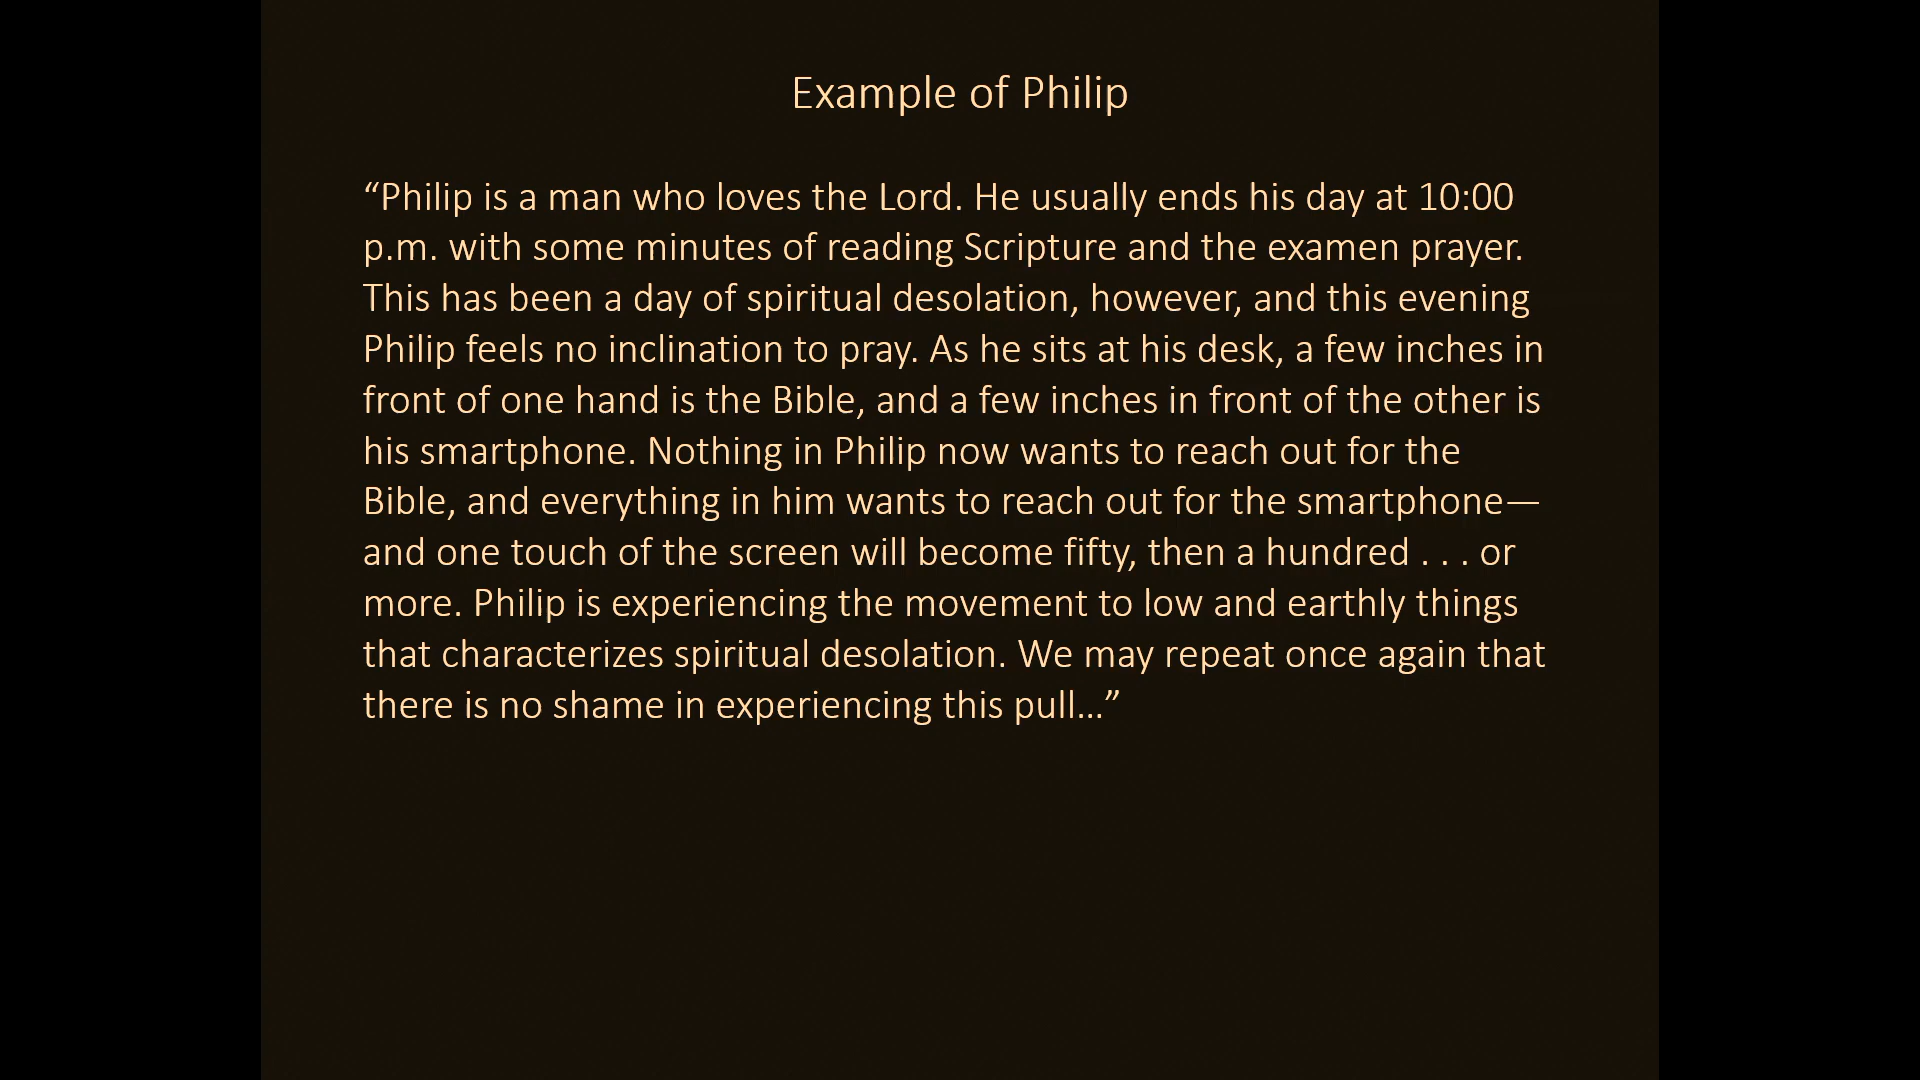 Example of Philip
“Philip is a man who loves the Lord. He usually ends his day at 10:00
p.m. with some minutes of reading Scripture and the examen prayer.
This has been a day of spiritual desolation, however, and this evening
Philip feels no inclination to pray. As he sits at his desk, a few inches in
front of one hand is the Bible, and a few inches in front of the other is
his smartphone. Nothing in Philip now wants to reach out for the
Bible, and everything in him wants to reach out for the smartphone—
and one touch of the screen will become fifty, then a hundred . . . or
more. Philip is experiencing the movement to low and earthly things
that characterizes spiritual desolation. We may repeat once again that
there is no shame in experiencing this pull…”